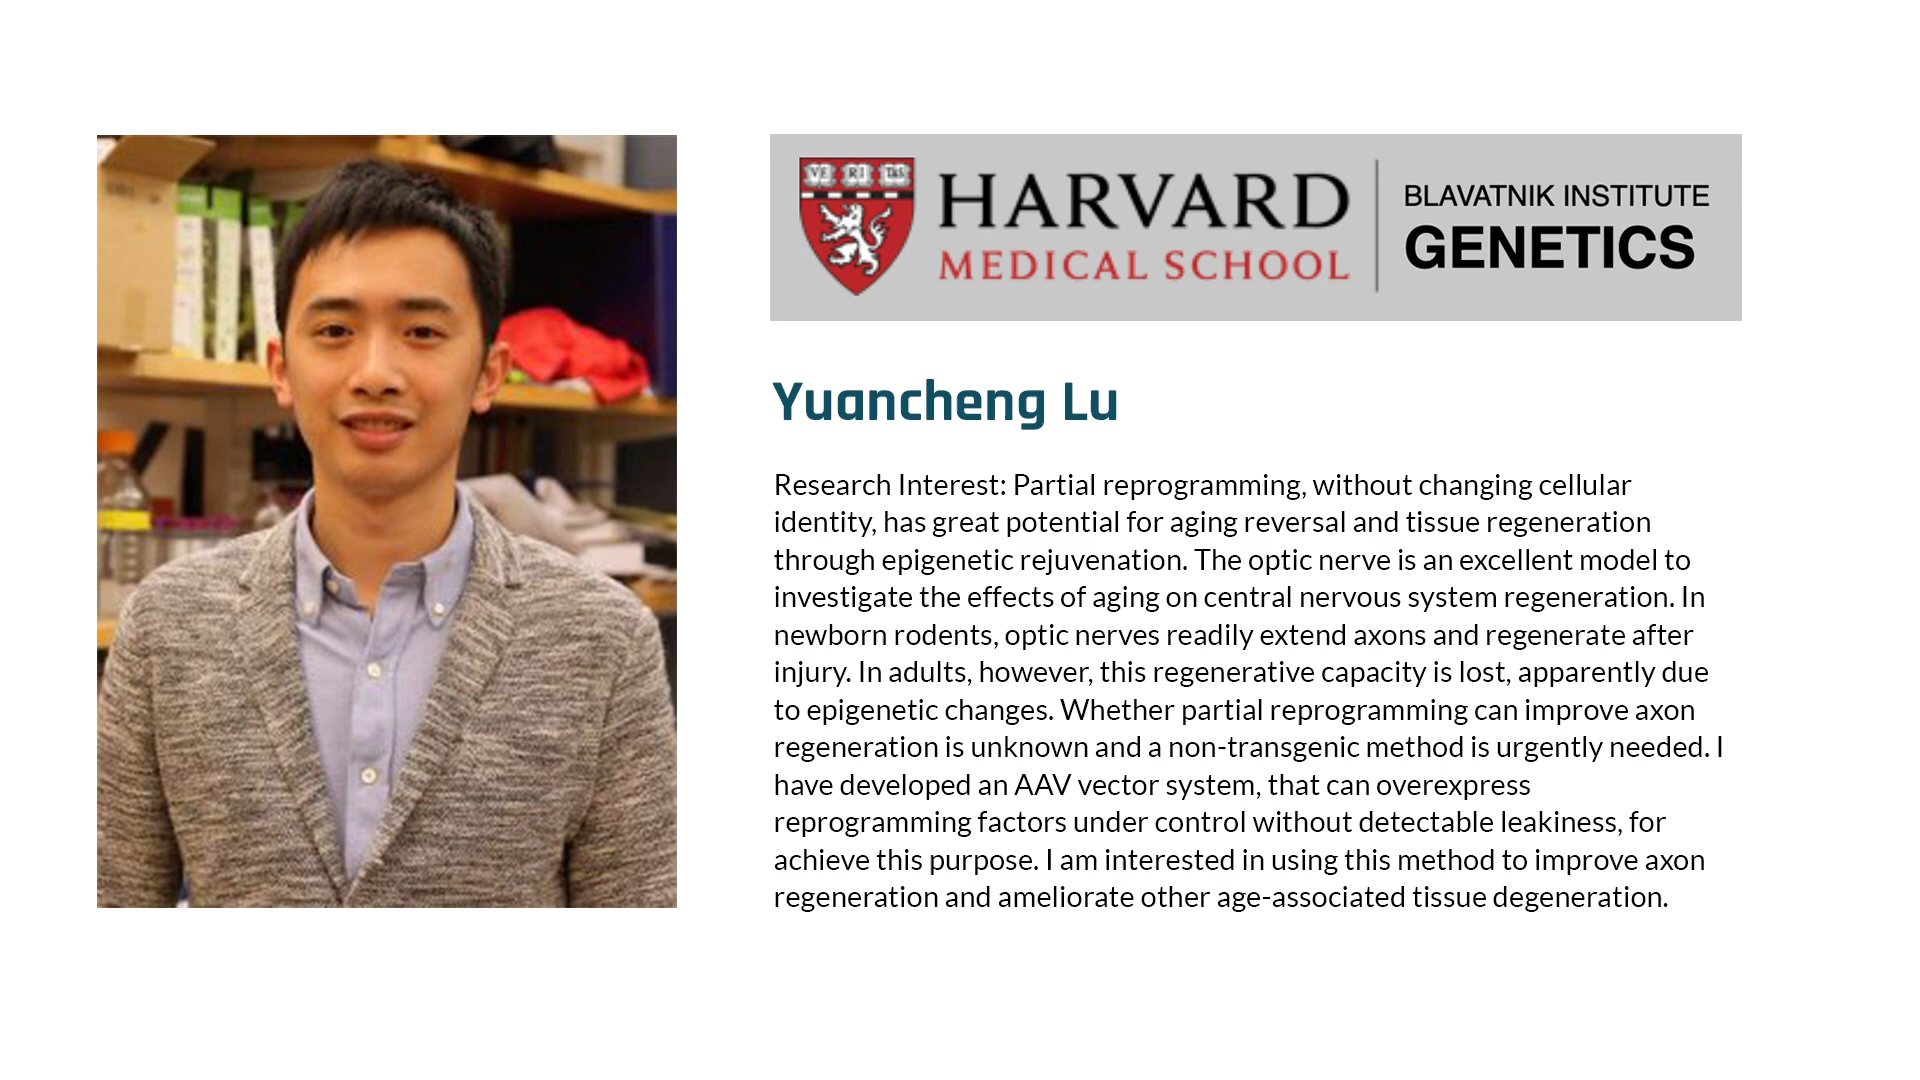 VE RI TAS
HARVARD
MEDICAL SCHOOL
BLAVATNIK INSTITUTE
GENETICS
Yuancheng Lu
Research Interest: Partial reprogramming, without changing cellular
identity, has great potential for aging reversal and tissue regeneration
through epigenetic rejuvenation. The optic nerve is an excellent model to
investigate the effects of aging on central nervous system regeneration. In
newborn rodents, optic nerves readily extend axons and regenerate after
injury. In adults, however, this regenerative capacity is lost, apparently due
to epigenetic changes. Whether partial reprogramming can improve axon
regeneration is unknown and a non-transgenic method is urgently needed. I
have developed an AAV vector system, that can overexpress
reprogramming factors under control without detectable leakiness, for
achieve this purpose. I am interested in using this method to improve axon
regeneration and ameliorate other age-associated tissue degeneration.